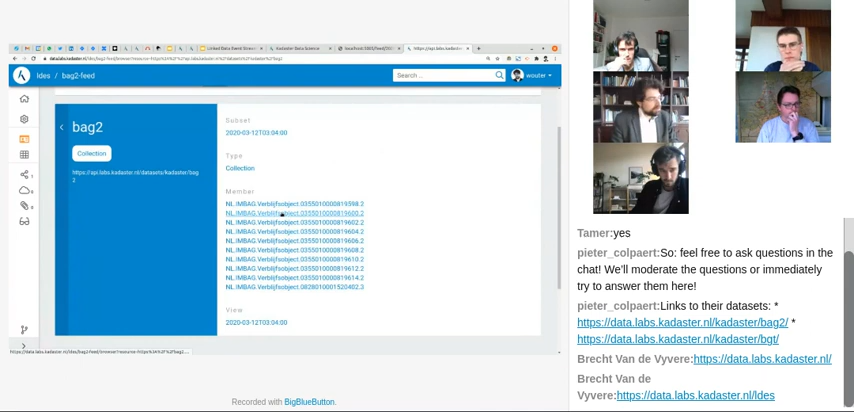 ldes / bag2-feed
Search ...
wouter
bag2
Collection
https://api.labs.kadaster.nl/datasets/kadaster/bag
2
Subset
2020-03-12T03:04:00
Type
Collection
Member
NL.IMBAG.Verblijfsobject.0355010000819598.2
NL.IMBAG.Verblijfsobject.0355010000819600.2
NL.IMBAG.Verblijfsobject.0355010000819602.2
NL.IMBAG.Verblijfsobject.0355010000819604.2
NL.IMBAG.Verblijfsobject.0355010000819606.2
NL.IMBAG.Verblijfsobject.0355010000819608.2
NL.IMBAG.Verblijfsobject.0355010000819610.2
NL.IMBAG.Verblijfsobject.0355010000819612.2
NL.IMBAG.Verblijfsobject.0355010000819614.2
NL.IMBAG.Verblijfsobject.0828010001520402.3
View
2020-03-12T03:04:00
Recorded with BigBlueButton.
Tamer:yes
pieter_colpaert:So: feel free to ask questions in the
chat! We'll moderate the questions or immediately
try to answer them here!
pieter_colpaert:Links to their datasets: *
https://data.labs.kadaster.nl/kadaster/bag2/ *
https://data.labs.kadaster.nl/kadaster/bgt/
Brecht Van de Vyvere:https://data.labs.kadaster.nl/
Brecht Van de
Vyvere:https://data.labs.kadaster.nl/ldes